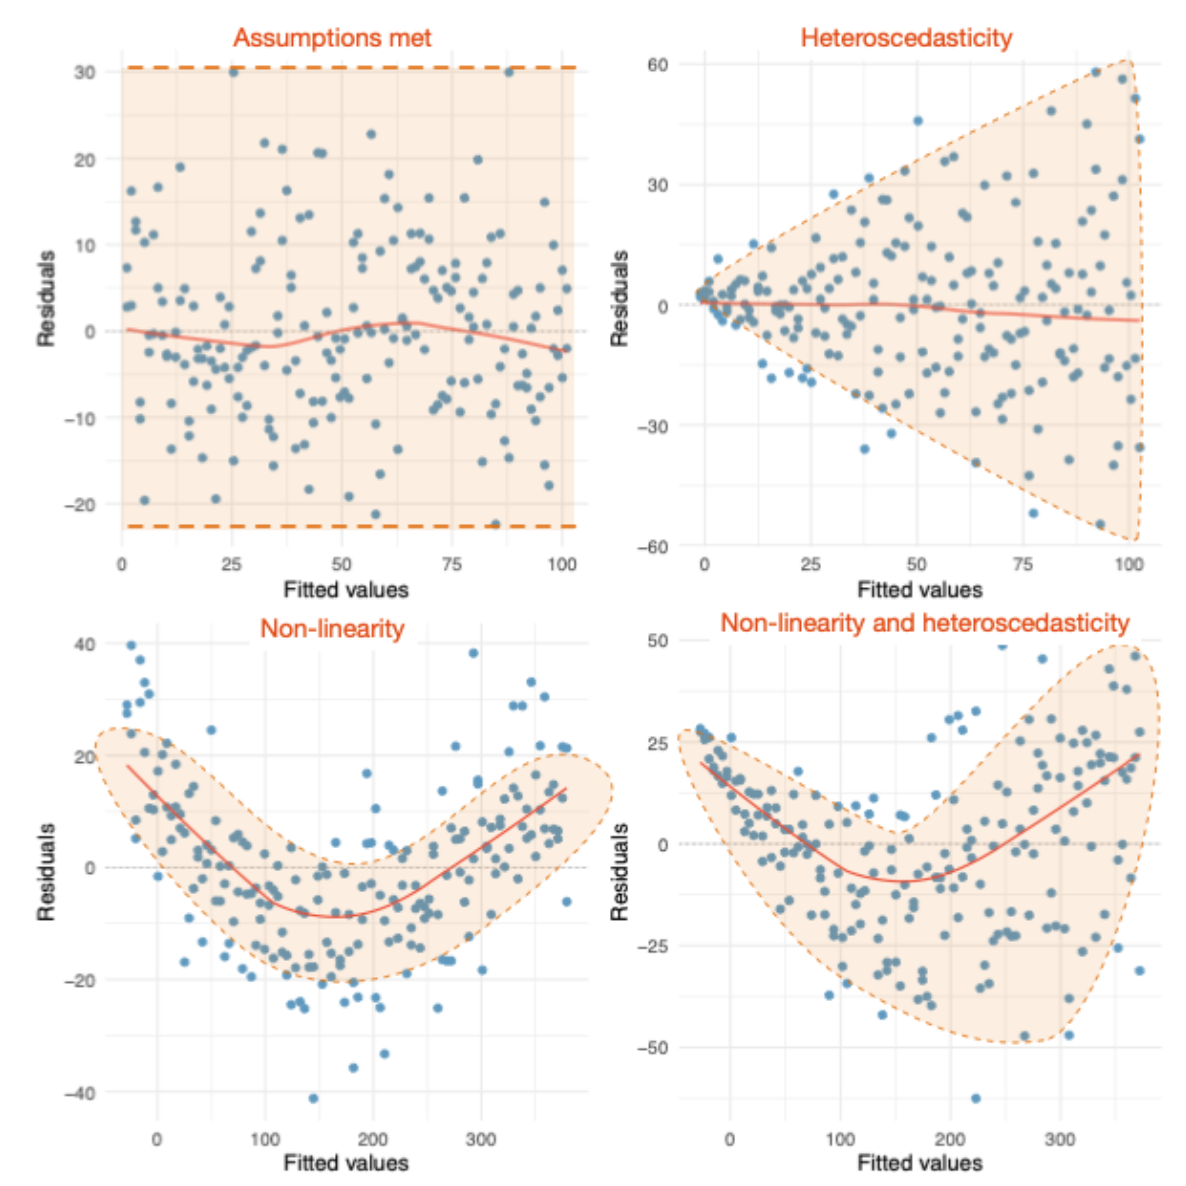 Assumptions met
30
20
10
0
−10
−20
Residuals
0 25 50 75 100
Fitted values
Heteroscedasticity
60
30
0
−30
−60
Residuals
0 25 50 75 100
Fitted values
Non-linearity
40
20
0
−20
−40
Residuals
0 100 200 300
Fitted values
Non-linearity and heteroscedasticity
50
25
0
−25
−50
Residuals
0 100 200 300
Fitted values